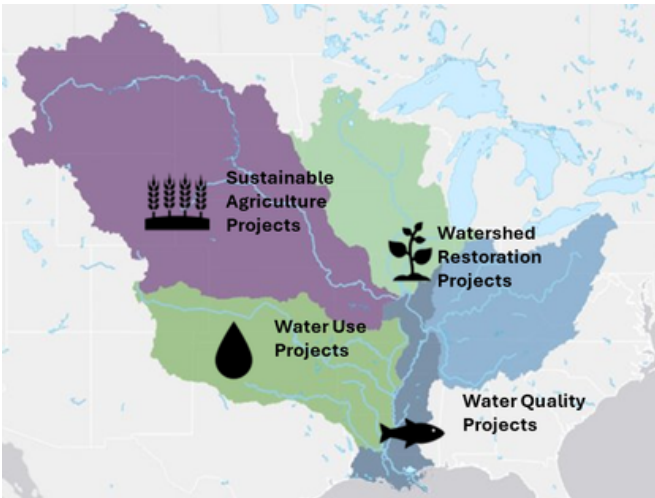 Sustainable
Agriculture
Projects
Watershed
Restoration
Projects
Water Use
Projects
Water Quality
Projects